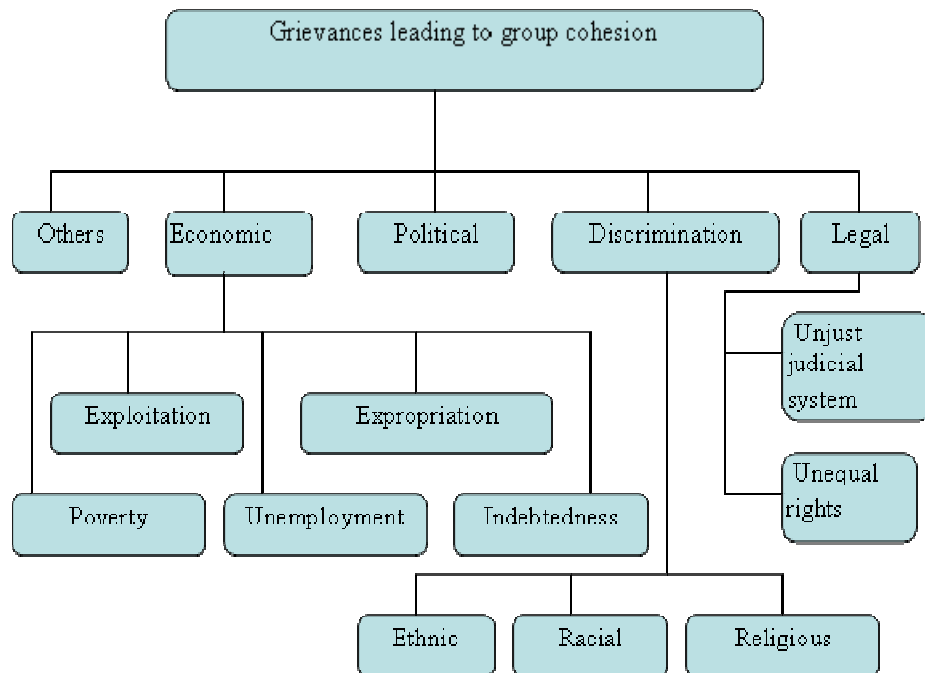 Grievances leading to group cohesion
Others
Economic
Political
Discrimination
Legal
Unjust
judicial
system
Exploitation
Expropriation
Unequal
rights
Poverty
Unemployment
Indebtedness
Ethnic
Racial
Religious